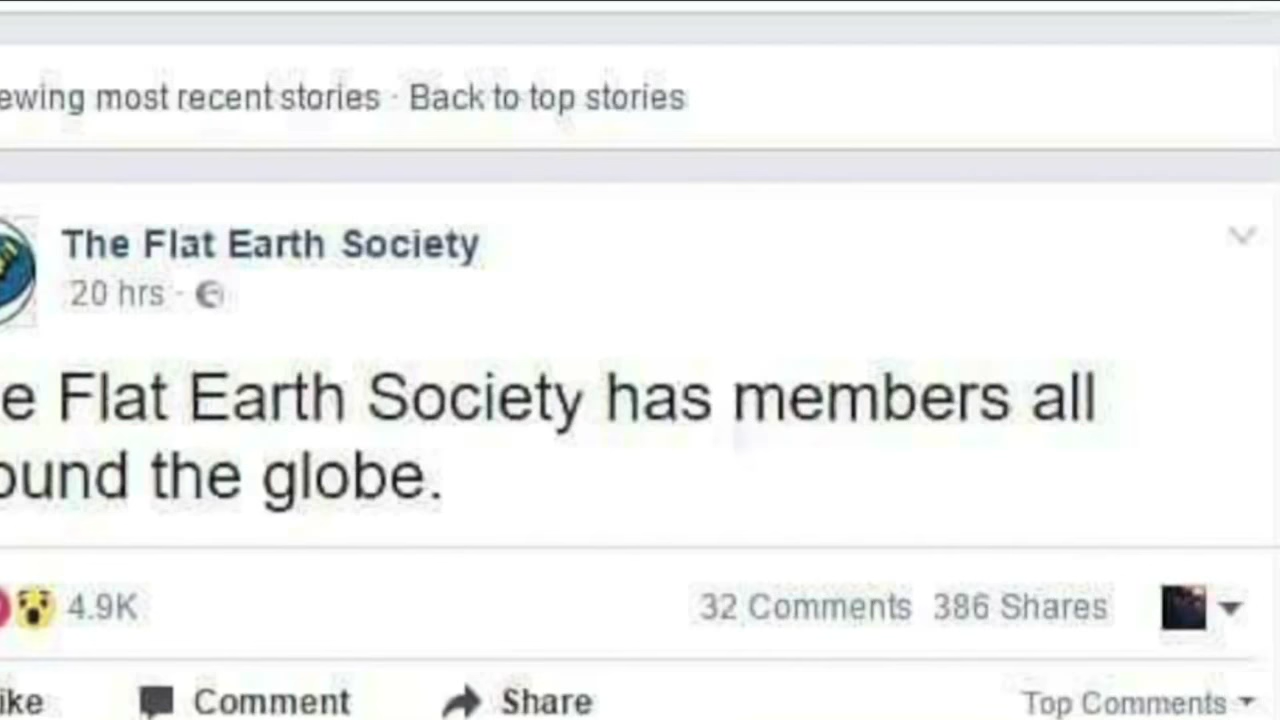 ewing most recent stories · Back to top stories
The Flat Earth Society
20 hrs ·
e Flat Earth Society has members all
ound the globe.
4.9K 32 Comments 386 Shares
ike Comment Share Top Comments